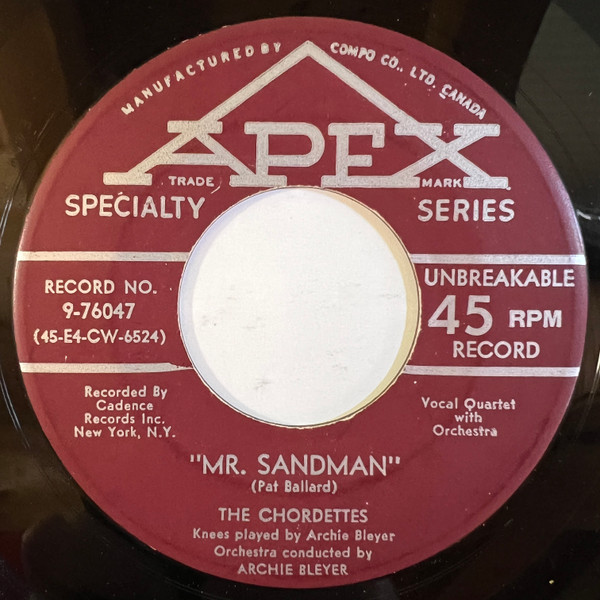 MANUFACTURED BY COMPO CO., LTD. CANADA
APEX
TRADE MARK
SPECIALTY SERIES
RECORD NO.
9-76047
(45-E4-CW-6524)
UNBREAKABLE
45 RPM
RECORD
Recorded By
Cadence
Records Inc.
New York, N.Y.
Vocal Quartet
with
Orchestra
"MR. SANDMAN"
(Pat Ballard)
THE CHORDETTES
Knees played by Archie Bleyer
Orchestra conducted by
ARCHIE BLEYER